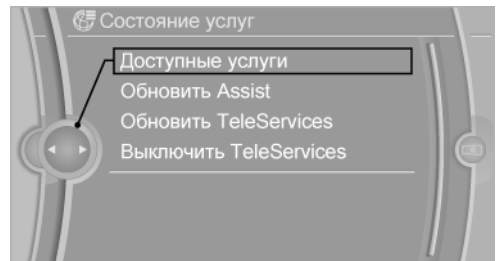 Состояние услуг
Доступные услуги
Обновить Assist
Обновить TeleServices
Выключить TeleServices